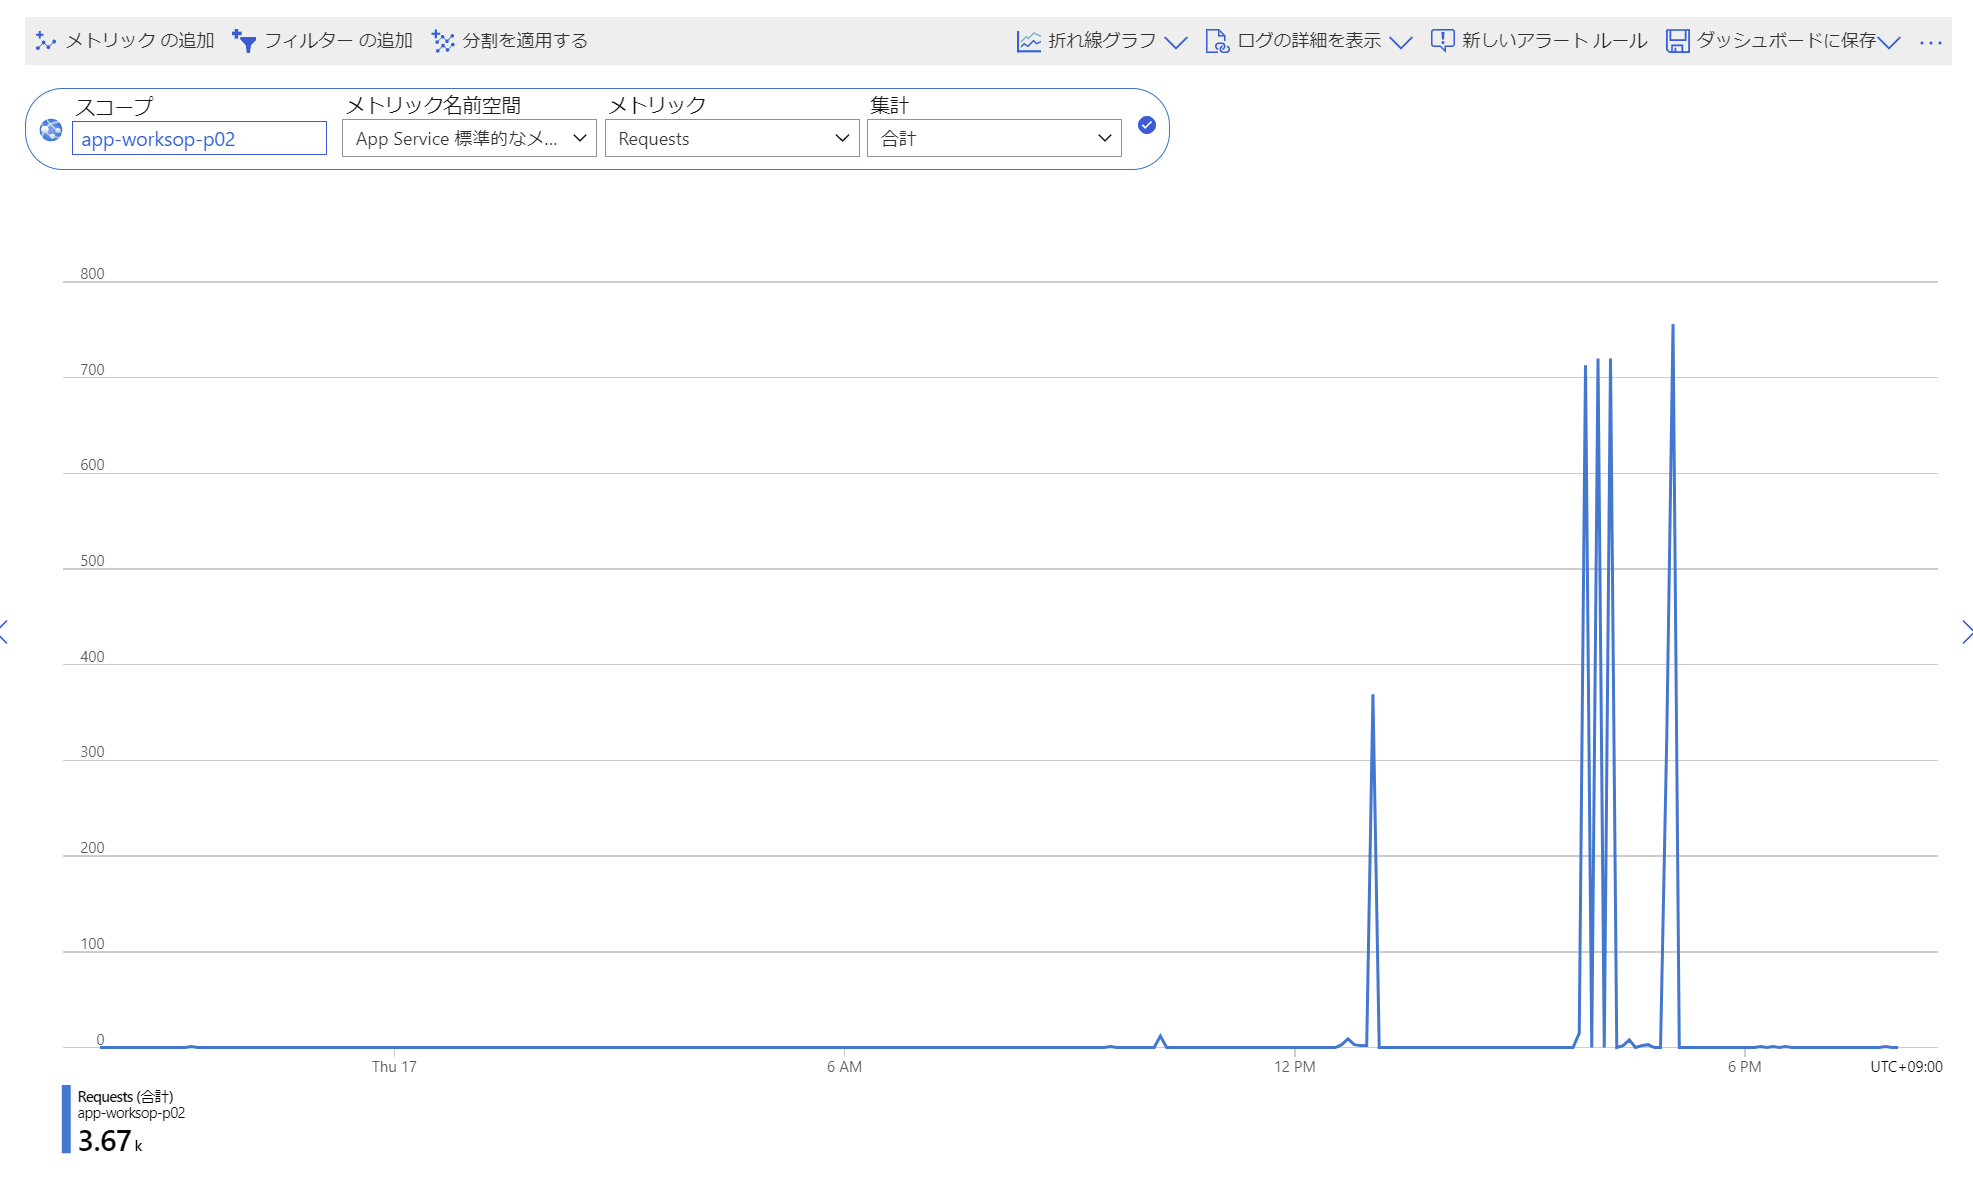 メトリック の追加 フィルター の追加 分割を適用する 折れ線グラフ ログの詳細を表示 新しいアラート ルール ダッシュボードに保存 ...
スコープ メトリック名前空間 メトリック 集計
app-worksop-p02 App Service 標準的なメ... Requests 合計
800
700
600
500
400
300
200
100
0
Thu 17 6 AM 12 PM 6 PM UTC+09:00
Requests (合計)
app-worksop-p02
3.67 k